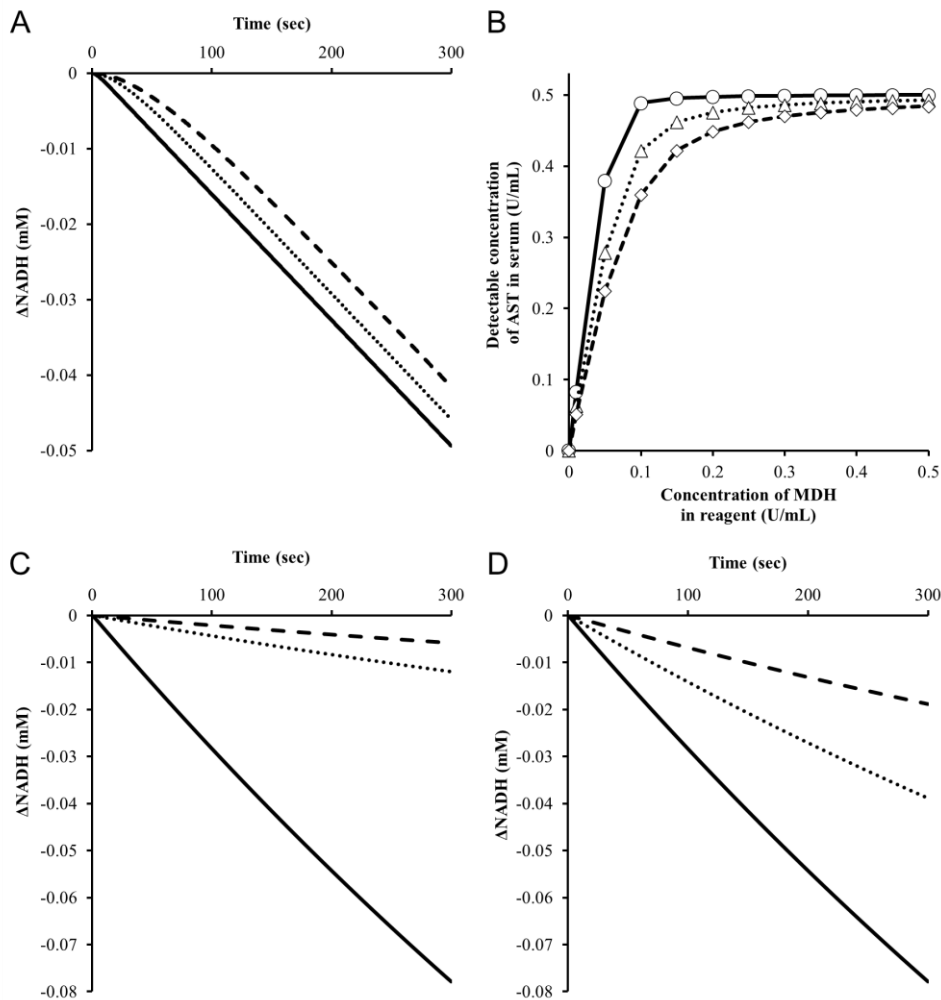 A
Time (sec)
0 100 200 300
0
-0.01
-0.02
-0.03
-0.04
-0.05
ΔNADH (mM)
B
0.5
0.4
0.3
0.2
0.1
0
Detectable concentration
of AST in serum (U/mL)
0 0.1 0.2 0.3 0.4 0.5
Concentration of MDH
in reagent (U/mL)
C
Time (sec)
0 100 200 300
0
-0.01
-0.02
-0.03
-0.04
-0.05
-0.06
-0.07
-0.08
ΔNADH (mM)
D
Time (sec)
0 100 200 300
0
-0.01
-0.02
-0.03
-0.04
-0.05
-0.06
-0.07
-0.08
ΔNADH (mM)